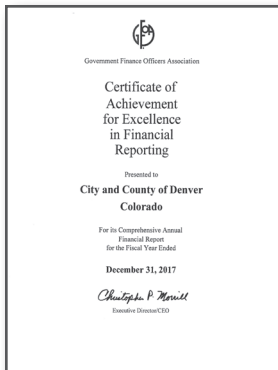 Government Finance Officers Association
Certificate of
Achievement
for Excellence
in Financial
Reporting
Presented to
City and County of Denver
Colorado
For its Comprehensive Annual
Financial Report
for the Fiscal Year Ended
December 31, 2017
Christopher P. Morrill
Executive Director/CEO